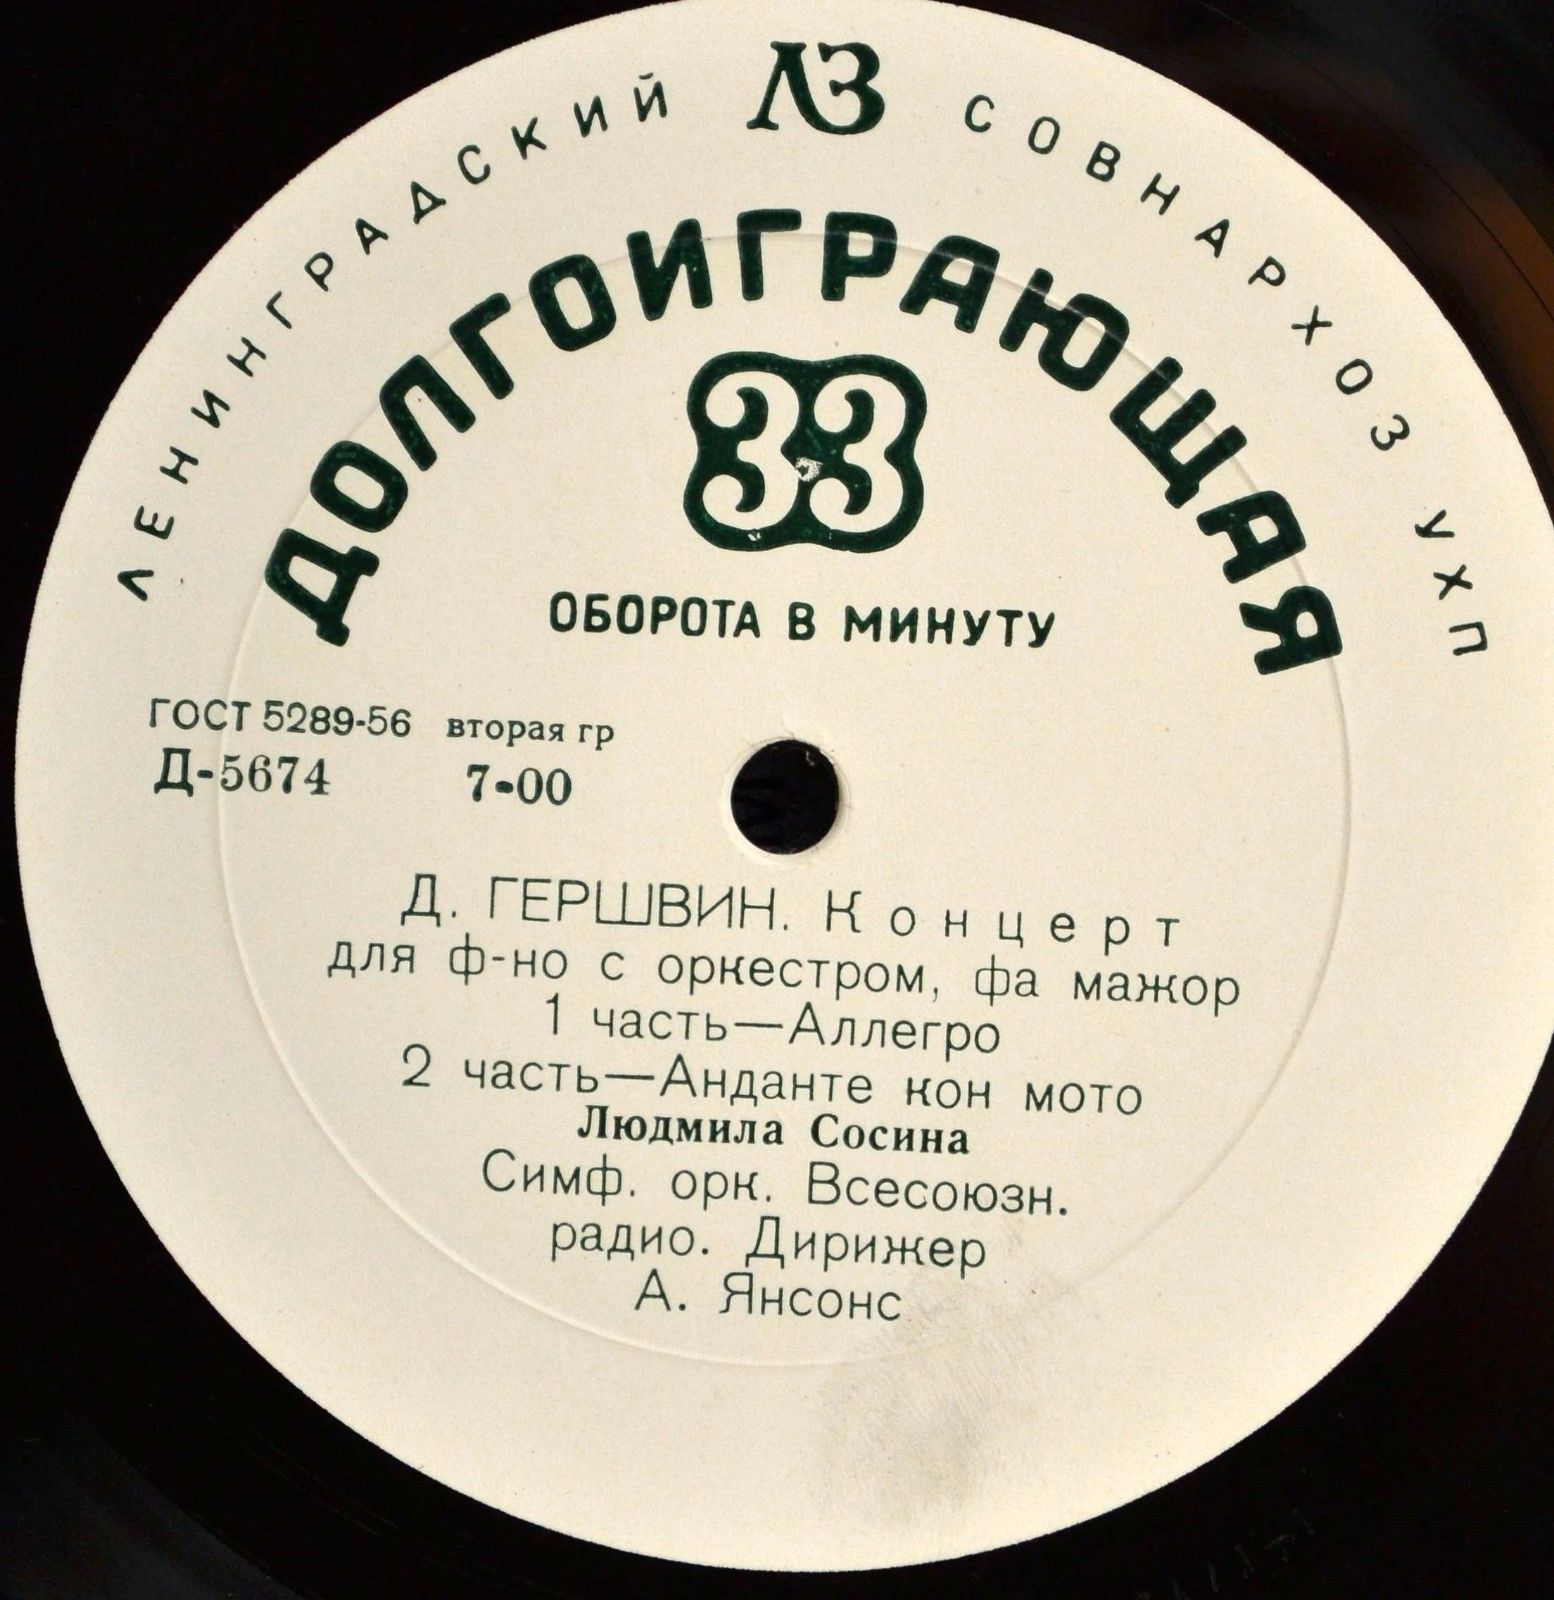 ЛЕНИНГРАДСКИЙ ЛЗ СОВНАРХОЗ УХП
ДОЛГОИГРАЮЩАЯ
33
ОБОРОТА В МИНУТУ
ГОСТ 5289-56 вторая гр
Д-5674 7-00
Д. ГЕРШВИН. Концерт
для ф-но с оркестром, фа мажор
1 часть—Аллегро
2 часть—Анданте кон мото
Людмила Сосина
Симф. орк. Всесоюзн.
радио. Дирижер
А. Янсонс